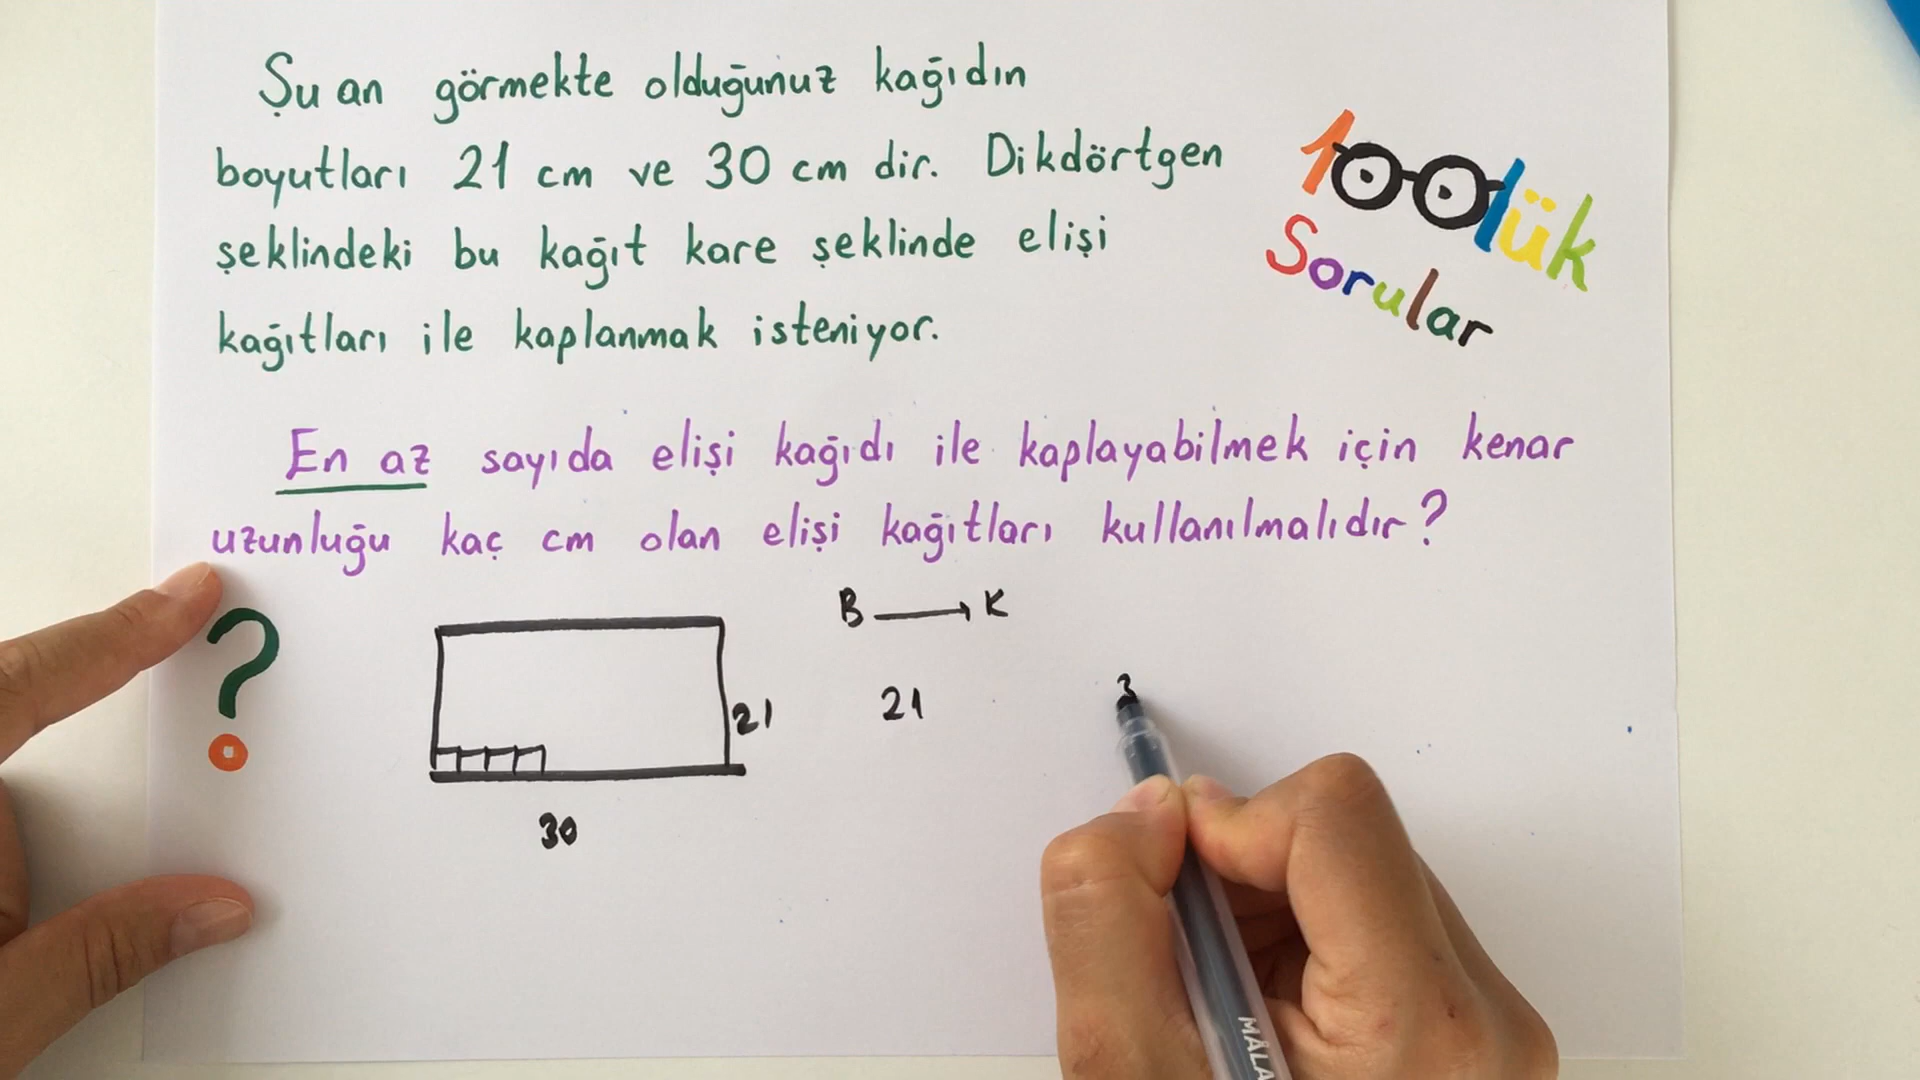 Şu an görmekte olduğunuz kağıdın
boyutları 21 cm ve 30 cm dir. Dikdörtgen
şeklindeki bu kağıt kare şeklinde elişi
kağıtları ile kaplanmak isteniyor.
100lük
Sorular
En az sayıda elişi kağıdı ile kaplayabilmek için kenar
uzunluğu kaç cm olan elişi kağıtları kullanılmalıdır?
?
B → K
21
21
3
30
MÅLA